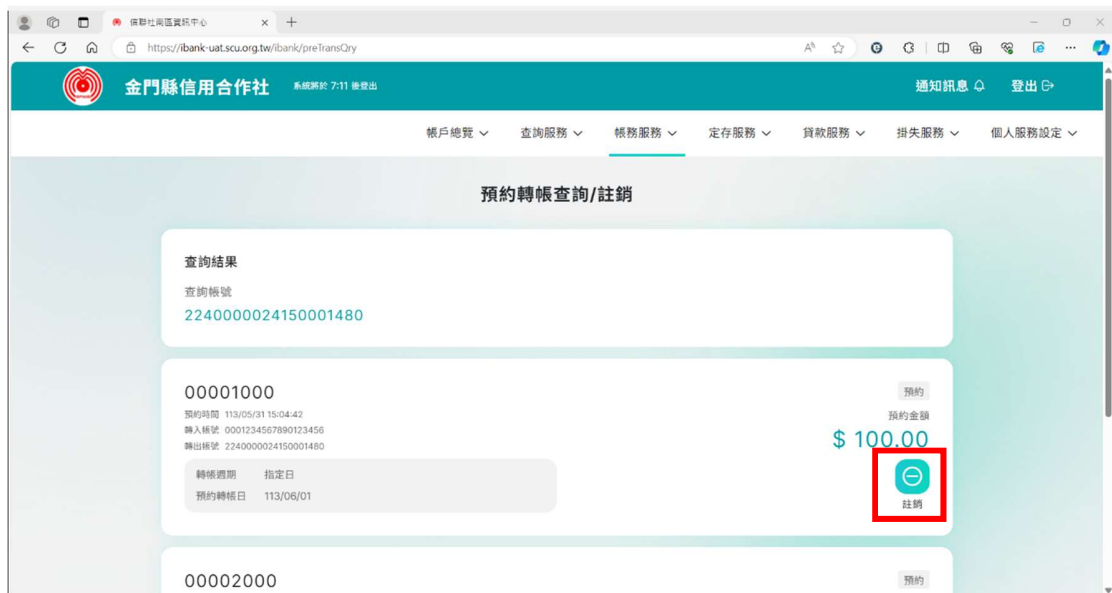 信聯社南區資訊中心
https://ibank-uat.scu.org.tw/ibank/preTransQry
金門縣信用合作社 系統將於 7:11 後登出 通知訊息 登出
帳戶總覽 查詢服務 帳務服務 定存服務 貸款服務 掛失服務 個人服務設定
預約轉帳查詢/註銷
查詢結果
查詢帳號
2240000024150001480
00001000 預約
預約時間 113/05/31 15:04:42 預約金額
轉入帳號 0001234567890123456
轉出帳號 2240000024150001480 $ 100.00
轉帳週期 指定日
預約轉帳日 113/06/01
註銷
00002000 預約